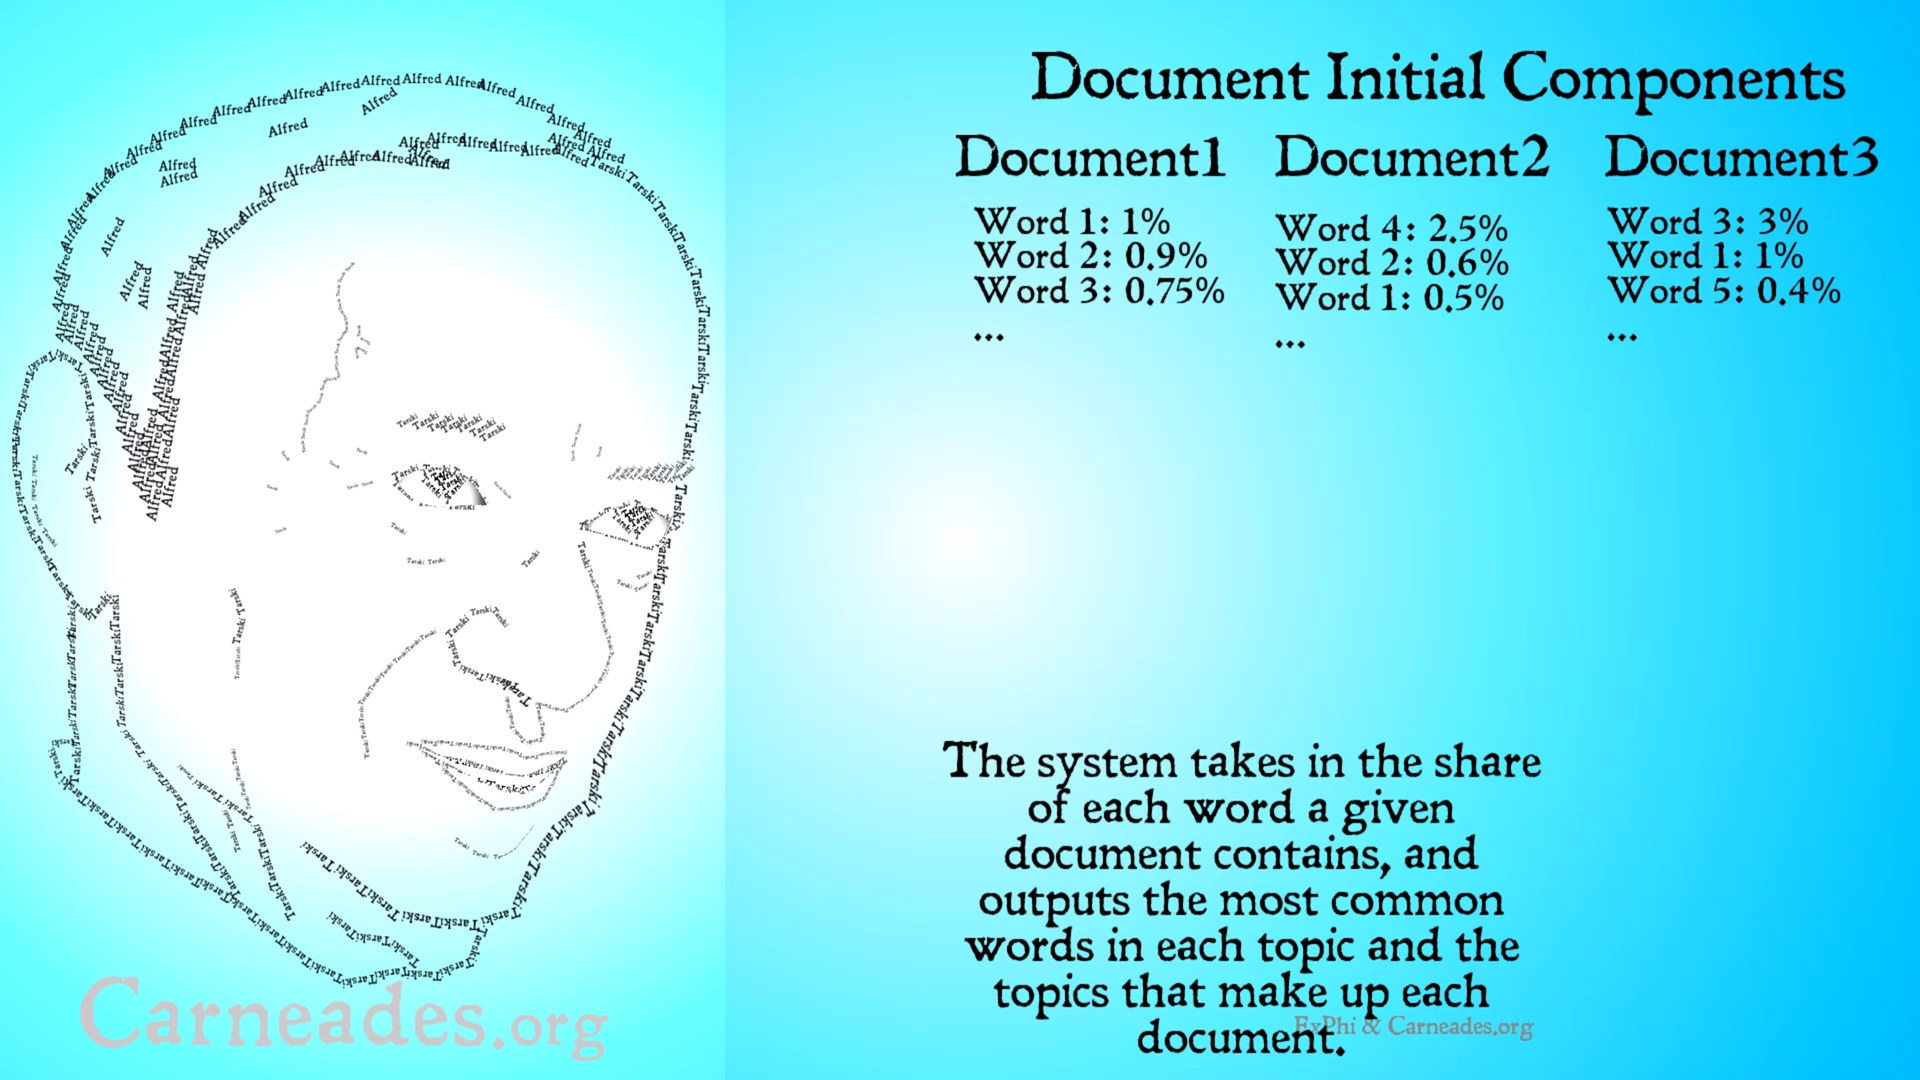 Document Initial Components
Document1
Word 1: 1%
Word 2: 0.9%
Word 3: 0.75%
...
Document2
Word 4: 2.5%
Word 2: 0.6%
Word 1: 0.5%
...
Document3
Word 3: 3%
Word 1: 1%
Word 5: 0.4%
...
The system takes in the share
of each word a given
document contains, and
outputs the most common
words in each topic and the
topics that make up each
document.
ExPhi & Carneades.org
Carneades.org
Alfred
Tarski